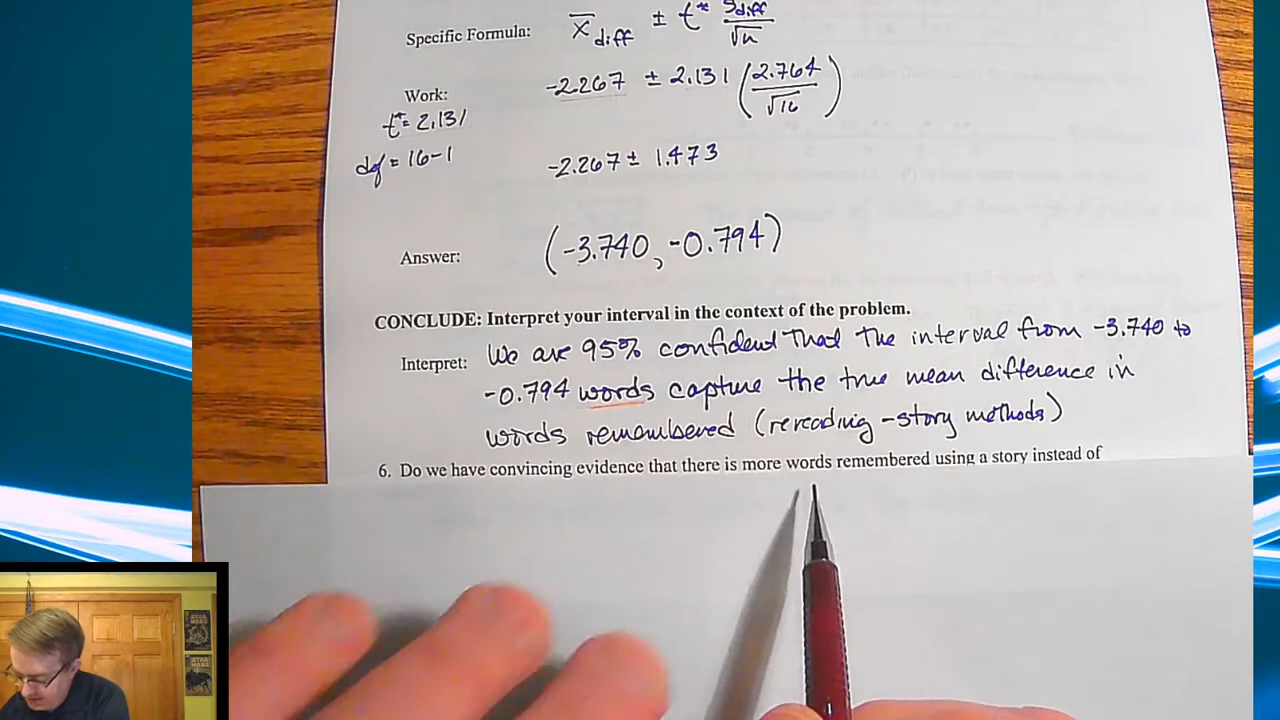 Specific Formula: x̄ diff ± t* Sdiff/√n
Work: -2.267 ± 2.131 (2.764/√16)
t* = 2.131
df = 16-1 -2.267 ± 1.473
Answer: (-3.740, -0.794)
CONCLUDE: Interpret your interval in the context of the problem.
Interpret: We are 95% confident that the interval from -3.740 to
-0.794 words capture the true mean difference in
words remembered (rereading - story methods)
6. Do we have convincing evidence that there is more words remembered using a story instead of
STAR WARS
STAR WARS